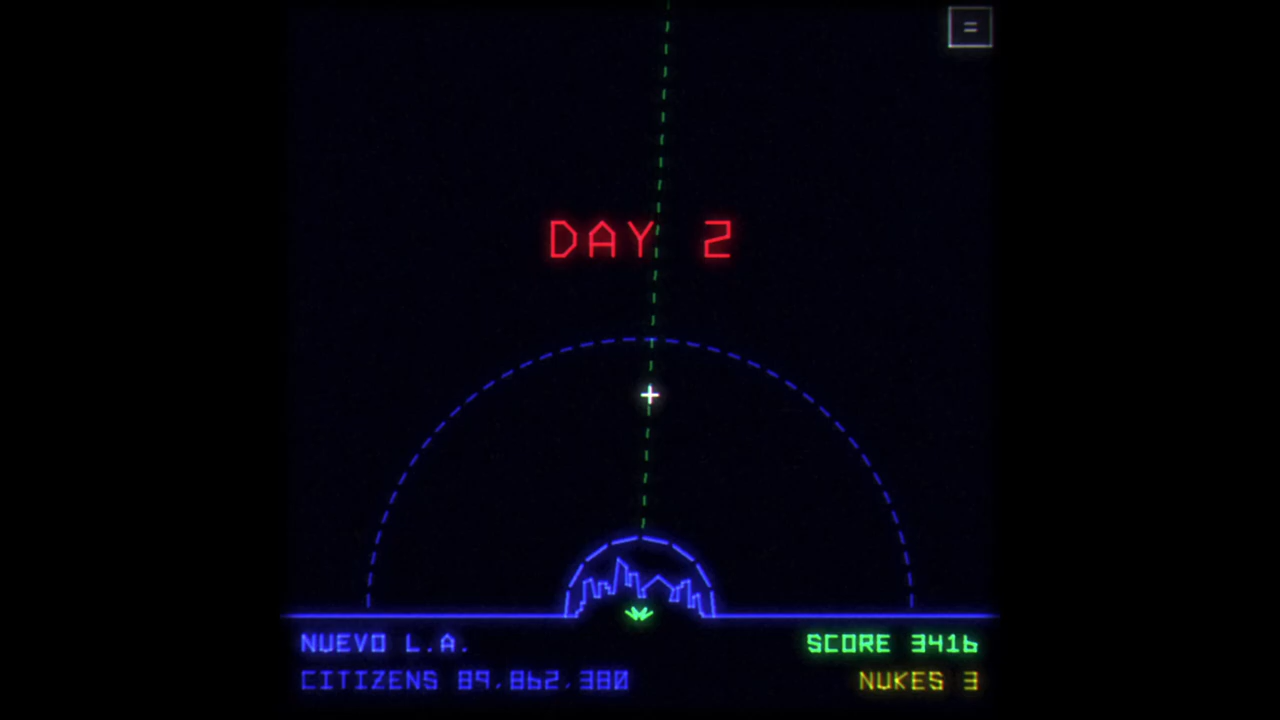 =
DAY 2
NUEVO L.A.
SCORE 3416
CITIZENS 89,862,380
NUKES 3